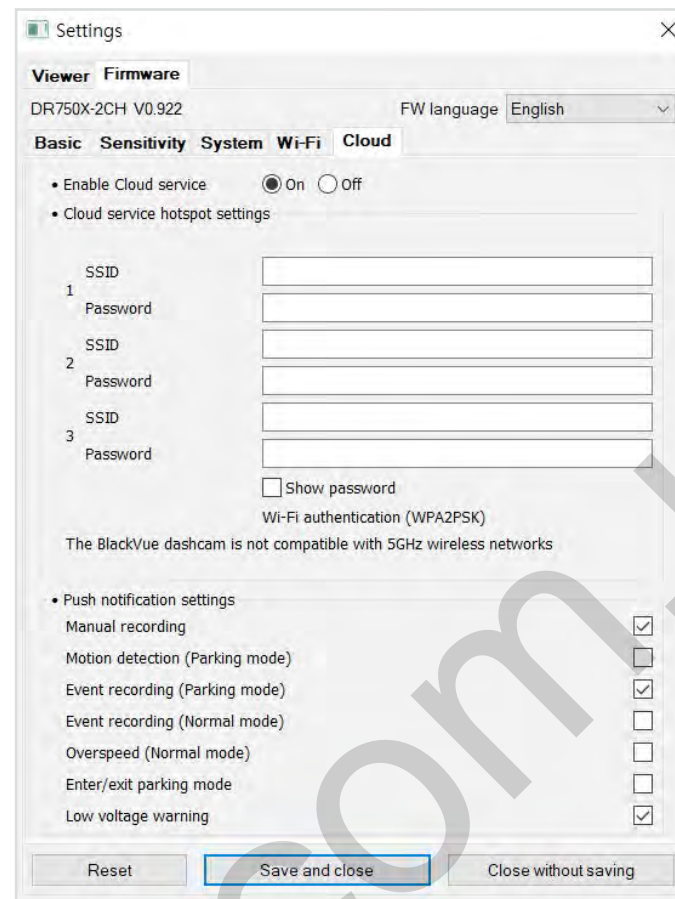 Settings
Viewer Firmware
DR750X-2CH V0.922 FW language English
Basic Sensitivity System Wi-Fi Cloud
• Enable Cloud service On Off
• Cloud service hotspot settings
SSID
1
Password
SSID
2
Password
SSID
3
Password
Show password
Wi-Fi authentication (WPA2PSK)
The BlackVue dashcam is not compatible with 5GHz wireless networks
• Push notification settings
Manual recording
Motion detection (Parking mode)
Event recording (Parking mode)
Event recording (Normal mode)
Overspeed (Normal mode)
Enter/exit parking mode
Low voltage warning
Reset Save and close Close without saving
com